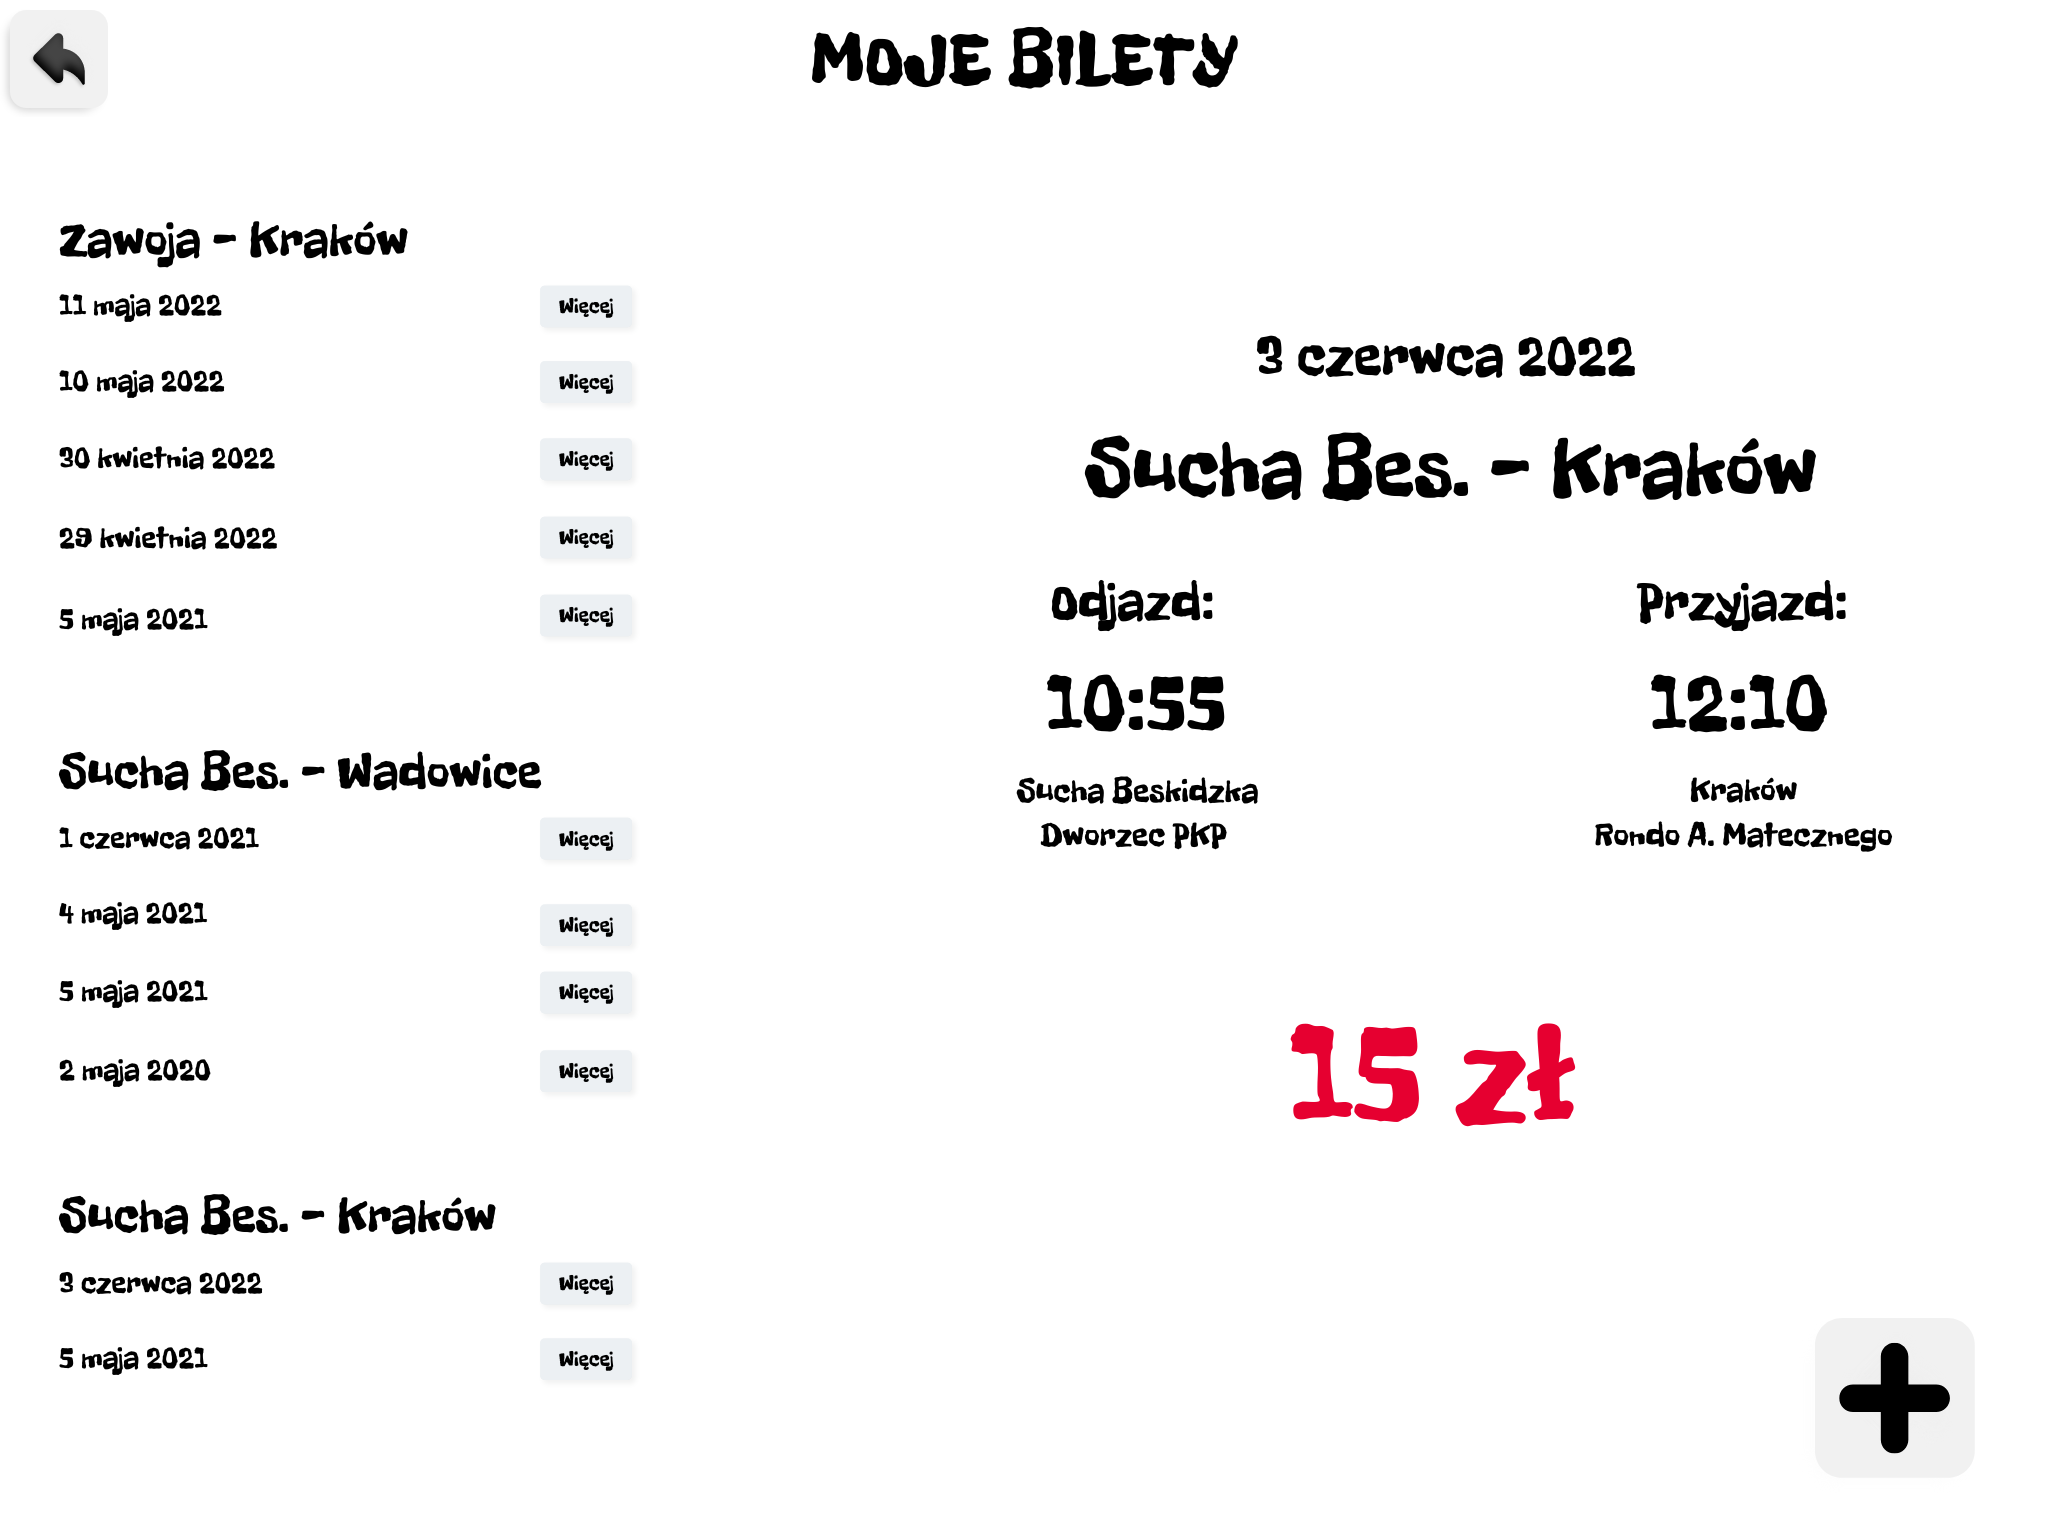 MOJE BILETY
Zawoja - Kraków
11 maja 2022
Więcej
10 maja 2022
Więcej
30 kwietnia 2022
Więcej
29 kwietnia 2022
Więcej
5 maja 2021
Więcej
Sucha Bes. - Wadowice
1 czerwca 2021
Więcej
4 maja 2021
Więcej
5 maja 2021
Więcej
2 maja 2020
Więcej
Sucha Bes. - Kraków
3 czerwca 2022
Więcej
5 maja 2021
Więcej
3 czerwca 2022
Sucha Bes. - Kraków
Odjazd:
10:55
Sucha Beskidzka
Dworzec PKP
Przyjazd:
12:10
Kraków
Rondo A. Matecznego
15 zł